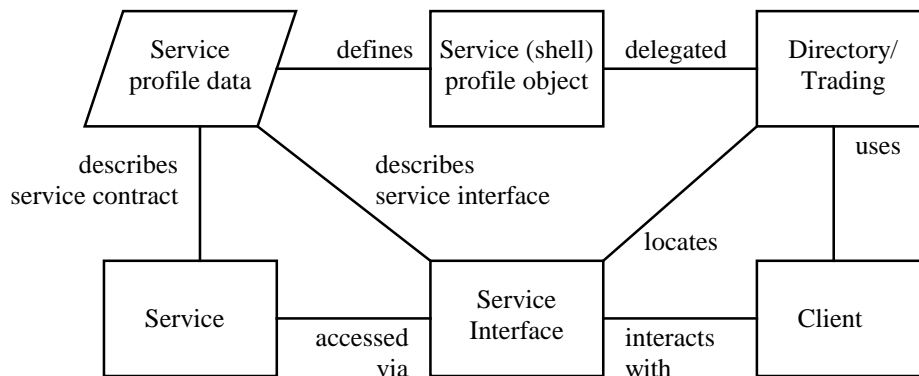 Service
profile data
defines
Service (shell)
profile object
delegated
Directory/
Trading
describes
service contract
describes
service interface
uses
locates
Service
accessed
via
Service
Interface
interacts
with
Client